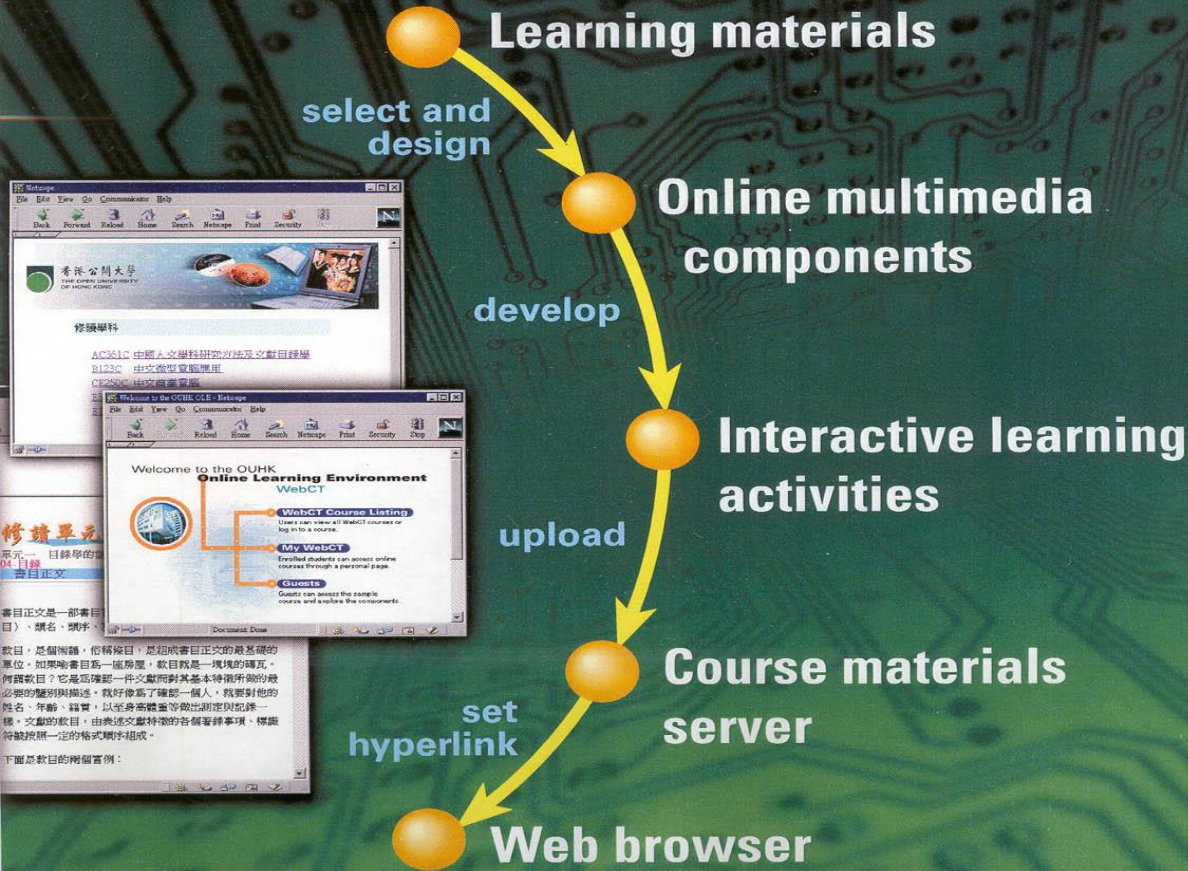 Learning materials
select and
design
Online multimedia
components
develop
Interactive learning
activities
upload
Course materials
server
set
hyperlink
Web browser
Netscape
File Edit View Go Communicator Help
Back Forward Reload Home Search Netscape Print Security
香港公開大學
THE OPEN UNIVERSITY
OF HONG KONG
修讀學科
AC361C 中國人文學科研究方法及文獻目錄學
B123C 中文微型電腦應用
CE250C 中文商業電腦
Welcome to the OUHK OLE - Netscape
File Edit View Go Communicator Help
Back Reload Home Search Netscape Print Security Stop
Welcome to the OUHK
Online Learning Environment
WebCT
WebCT Course Listing
Users can view all WebCT courses or
log in to a course.
My WebCT
Enrolled students can access online
courses through a personal page.
Guests
Guests can access the sample
course and explore the components.
Document: Done
修讀單元
單元一 目錄學的
04-目錄
書目正文
書目正文是一部書目
目）、類名、類序、
款目，是個術語，俗稱條目，是組成書目正文的最基礎的
單位。如果喻書目為一座房屋，款目就是一塊塊的磚瓦。
何謂款目？它是為確認一件文獻而對其基本特徵所做的最
必要的鑒別與描述。就好像為了確認一個人，就要對他的
姓名、年齡、籍貫，以至身高體重等做出測定與記錄一
樣。文獻的款目，由表述文獻特徵的各個著錄事項、標識
符號按照一定的格式順序組成。
下面是款目的兩個實例：